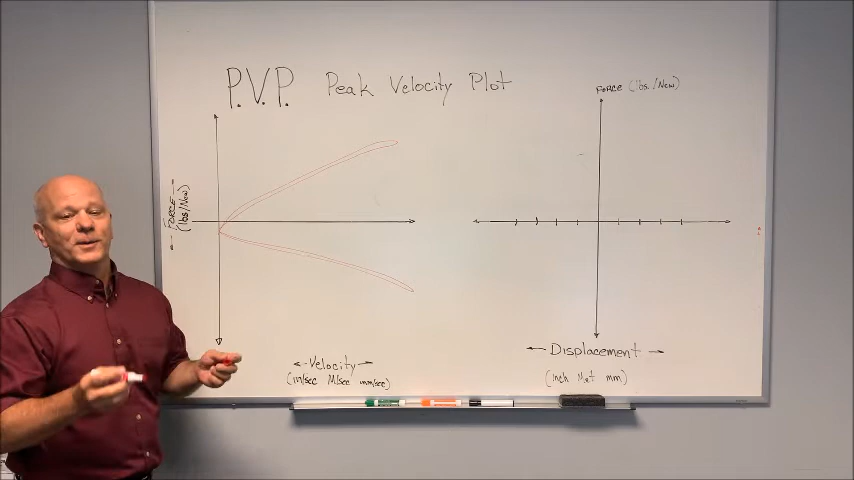 P.V.P. Peak Velocity Plot
← FORCE →
(lbs/New)
FORCE (lbs./New)
← Velocity →
(in/sec M/sec mm/sec)
← Displacement →
(inch Met mm)